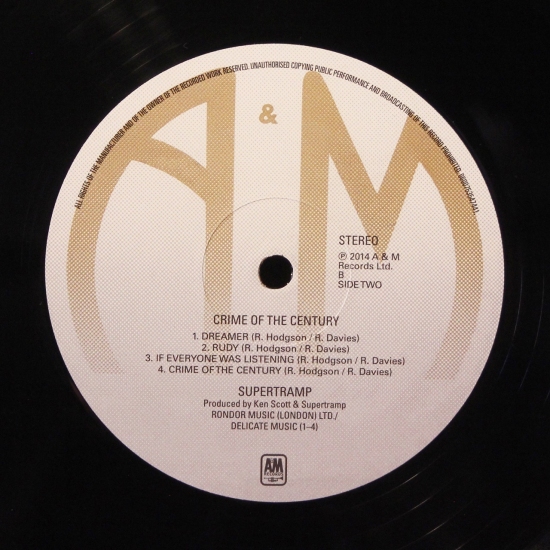 ALL RIGHTS OF THE MANUFACTURER AND OF THE OWNER OF THE RECORDED WORK RESERVED. UNAUTHORISED COPYING PUBLIC PERFORMANCE AND BROADCASTING OF THIS RECORD PROHIBITED.
A & M
STEREO
℗ 2014 A & M
Records Ltd.
B
SIDE TWO
CRIME OF THE CENTURY
1. DREAMER (R. Hodgson / R. Davies)
2. RUDY (R. Hodgson / R. Davies)
3. IF EVERYONE WAS LISTENING (R. Hodgson / R. Davies)
4. CRIME OF THE CENTURY (R. Hodgson / R. Davies)
SUPERTRAMP
Produced by Ken Scott & Supertramp
RONDOR MUSIC (LONDON) LTD./
DELICATE MUSIC (1–4)
AM
RECORDS